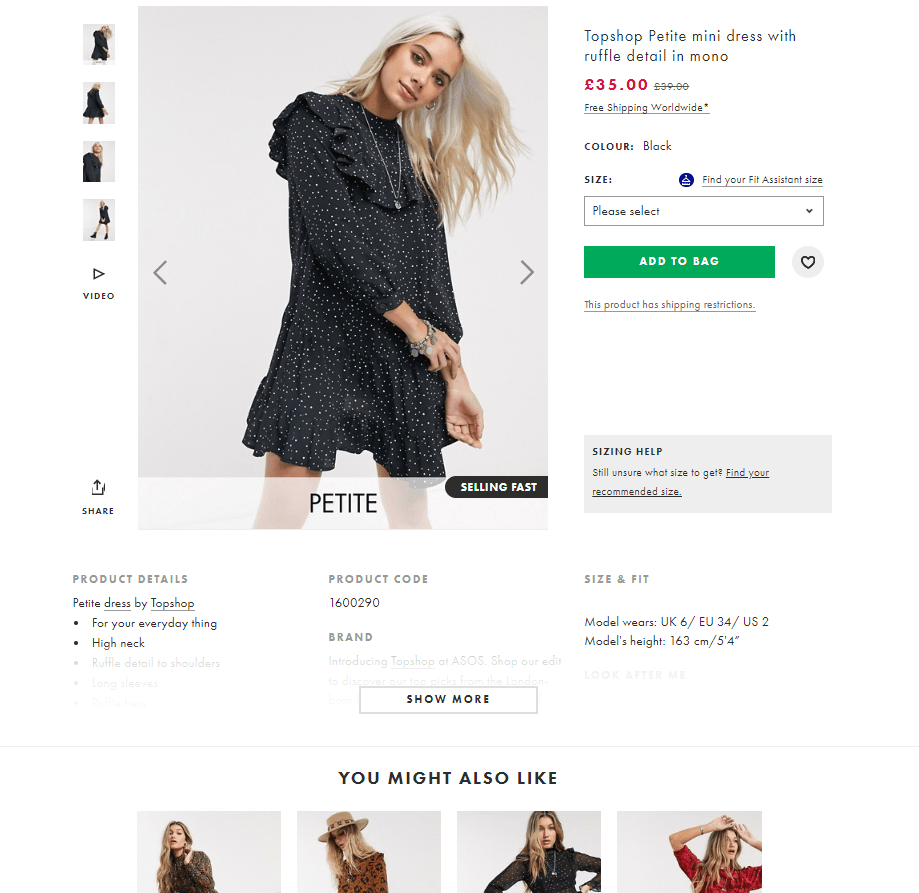 Topshop Petite mini dress with
ruffle detail in mono
£35.00 £39.00
Free Shipping Worldwide*
COLOUR: Black
SIZE: Find your Fit Assistant size
Please select
ADD TO BAG
This product has shipping restrictions.
VIDEO
SHARE
PETITE
SELLING FAST
SIZING HELP
Still unsure what size to get? Find your
recommended size.
PRODUCT DETAILS
Petite dress by Topshop
• For your everyday thing
• High neck
• Ruffle detail to shoulders
• Long sleeves
• Ruffle hem
PRODUCT CODE
1600290
BRAND
Introducing Topshop at ASOS. Shop our edit
to discover our top picks from the London-
SHOW MORE
SIZE & FIT
Model wears: UK 6/ EU 34/ US 2
Model's height: 163 cm/5'4”
LOOK AFTER ME
YOU MIGHT ALSO LIKE